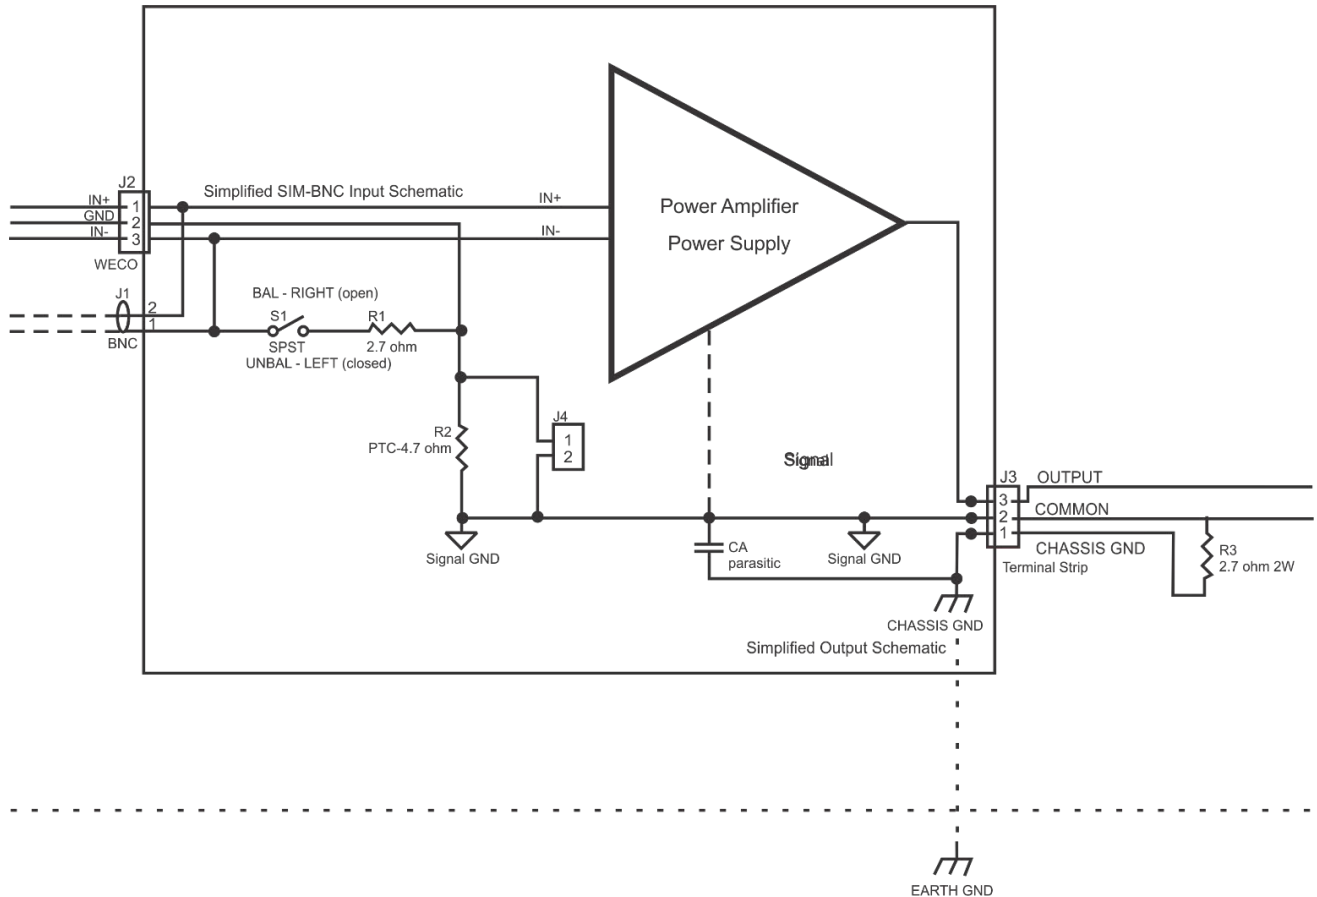 J2
Simplified SIM-BNC Input Schematic
IN+
1
IN+
GND
2
IN-
3
IN-
WECO
Power Amplifier
Power Supply
J1
2
1
BNC
BAL - RIGHT (open)
S1
R1
SPST
2.7 ohm
UNBAL - LEFT (closed)
J4
1
2
R2
PTC-4.7 ohm
Signal
Signal
J3
OUTPUT
3
2
COMMON
1
CHASSIS GND
Terminal Strip
R3
2.7 ohm 2W
Signal GND
CA
parasitic
Signal GND
CHASSIS GND
Simplified Output Schematic
EARTH GND